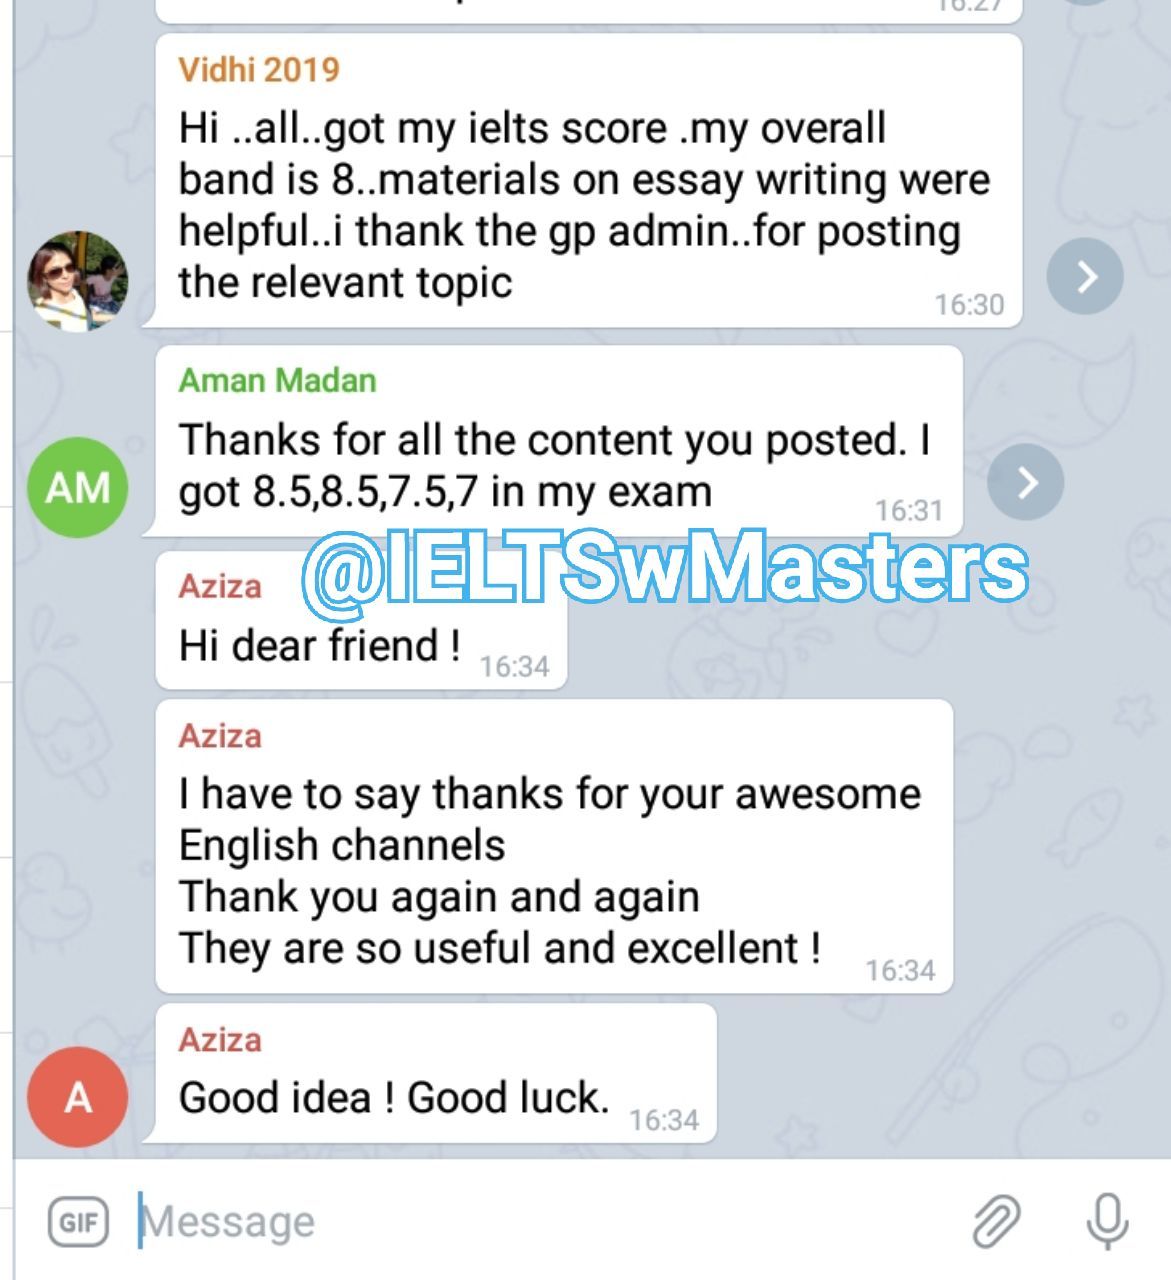 16:27
Vidhi 2019
Hi ..all..got my ielts score .my overall
band is 8..materials on essay writing were
helpful..i thank the gp admin..for posting
the relevant topic
16:30
Aman Madan
Thanks for all the content you posted. I
got 8.5,8.5,7.5,7 in my exam
AM
16:31
@IELTSwMasters
Aziza
Hi dear friend !
16:34
Aziza
I have to say thanks for your awesome
English channels
Thank you again and again
They are so useful and excellent !
16:34
Aziza
A
Good idea ! Good luck.
16:34
GIF
Message